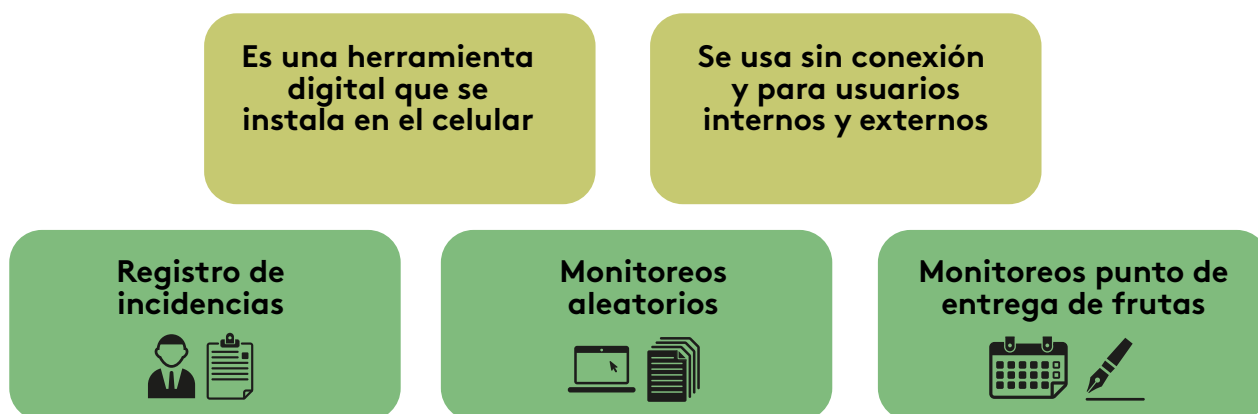 Es una herramienta
digital que se
instala en el celular
Se usa sin conexión
y para usuarios
internos y externos
Registro de
incidencias
Monitoreos
aleatorios
Monitoreos punto de
entrega de frutas